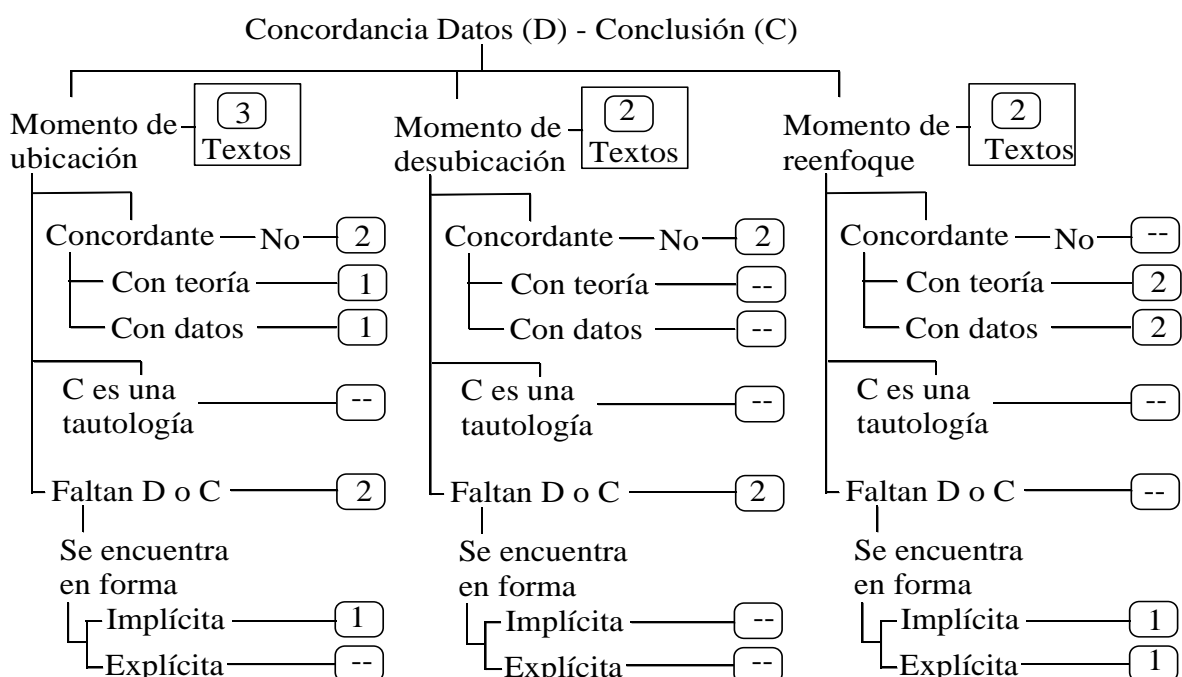 Concordancia Datos (D) - Conclusión (C)
Momento de
ubicación
3
Textos
Concordante No 2
Con teoría 1
Con datos 1
C es una
tautología --
Faltan D o C 2
Se encuentra
en forma
Implícita 1
Explícita --
Momento de
desubicación
2
Textos
Concordante No 2
Con teoría --
Con datos --
C es una
tautología --
Faltan D o C 2
Se encuentra
en forma
Implícita --
Explícita --
Momento de
reenfoque
2
Textos
Concordante No --
Con teoría 2
Con datos 2
C es una
tautología --
Faltan D o C --
Se encuentra
en forma
Implícita 1
Explícita 1